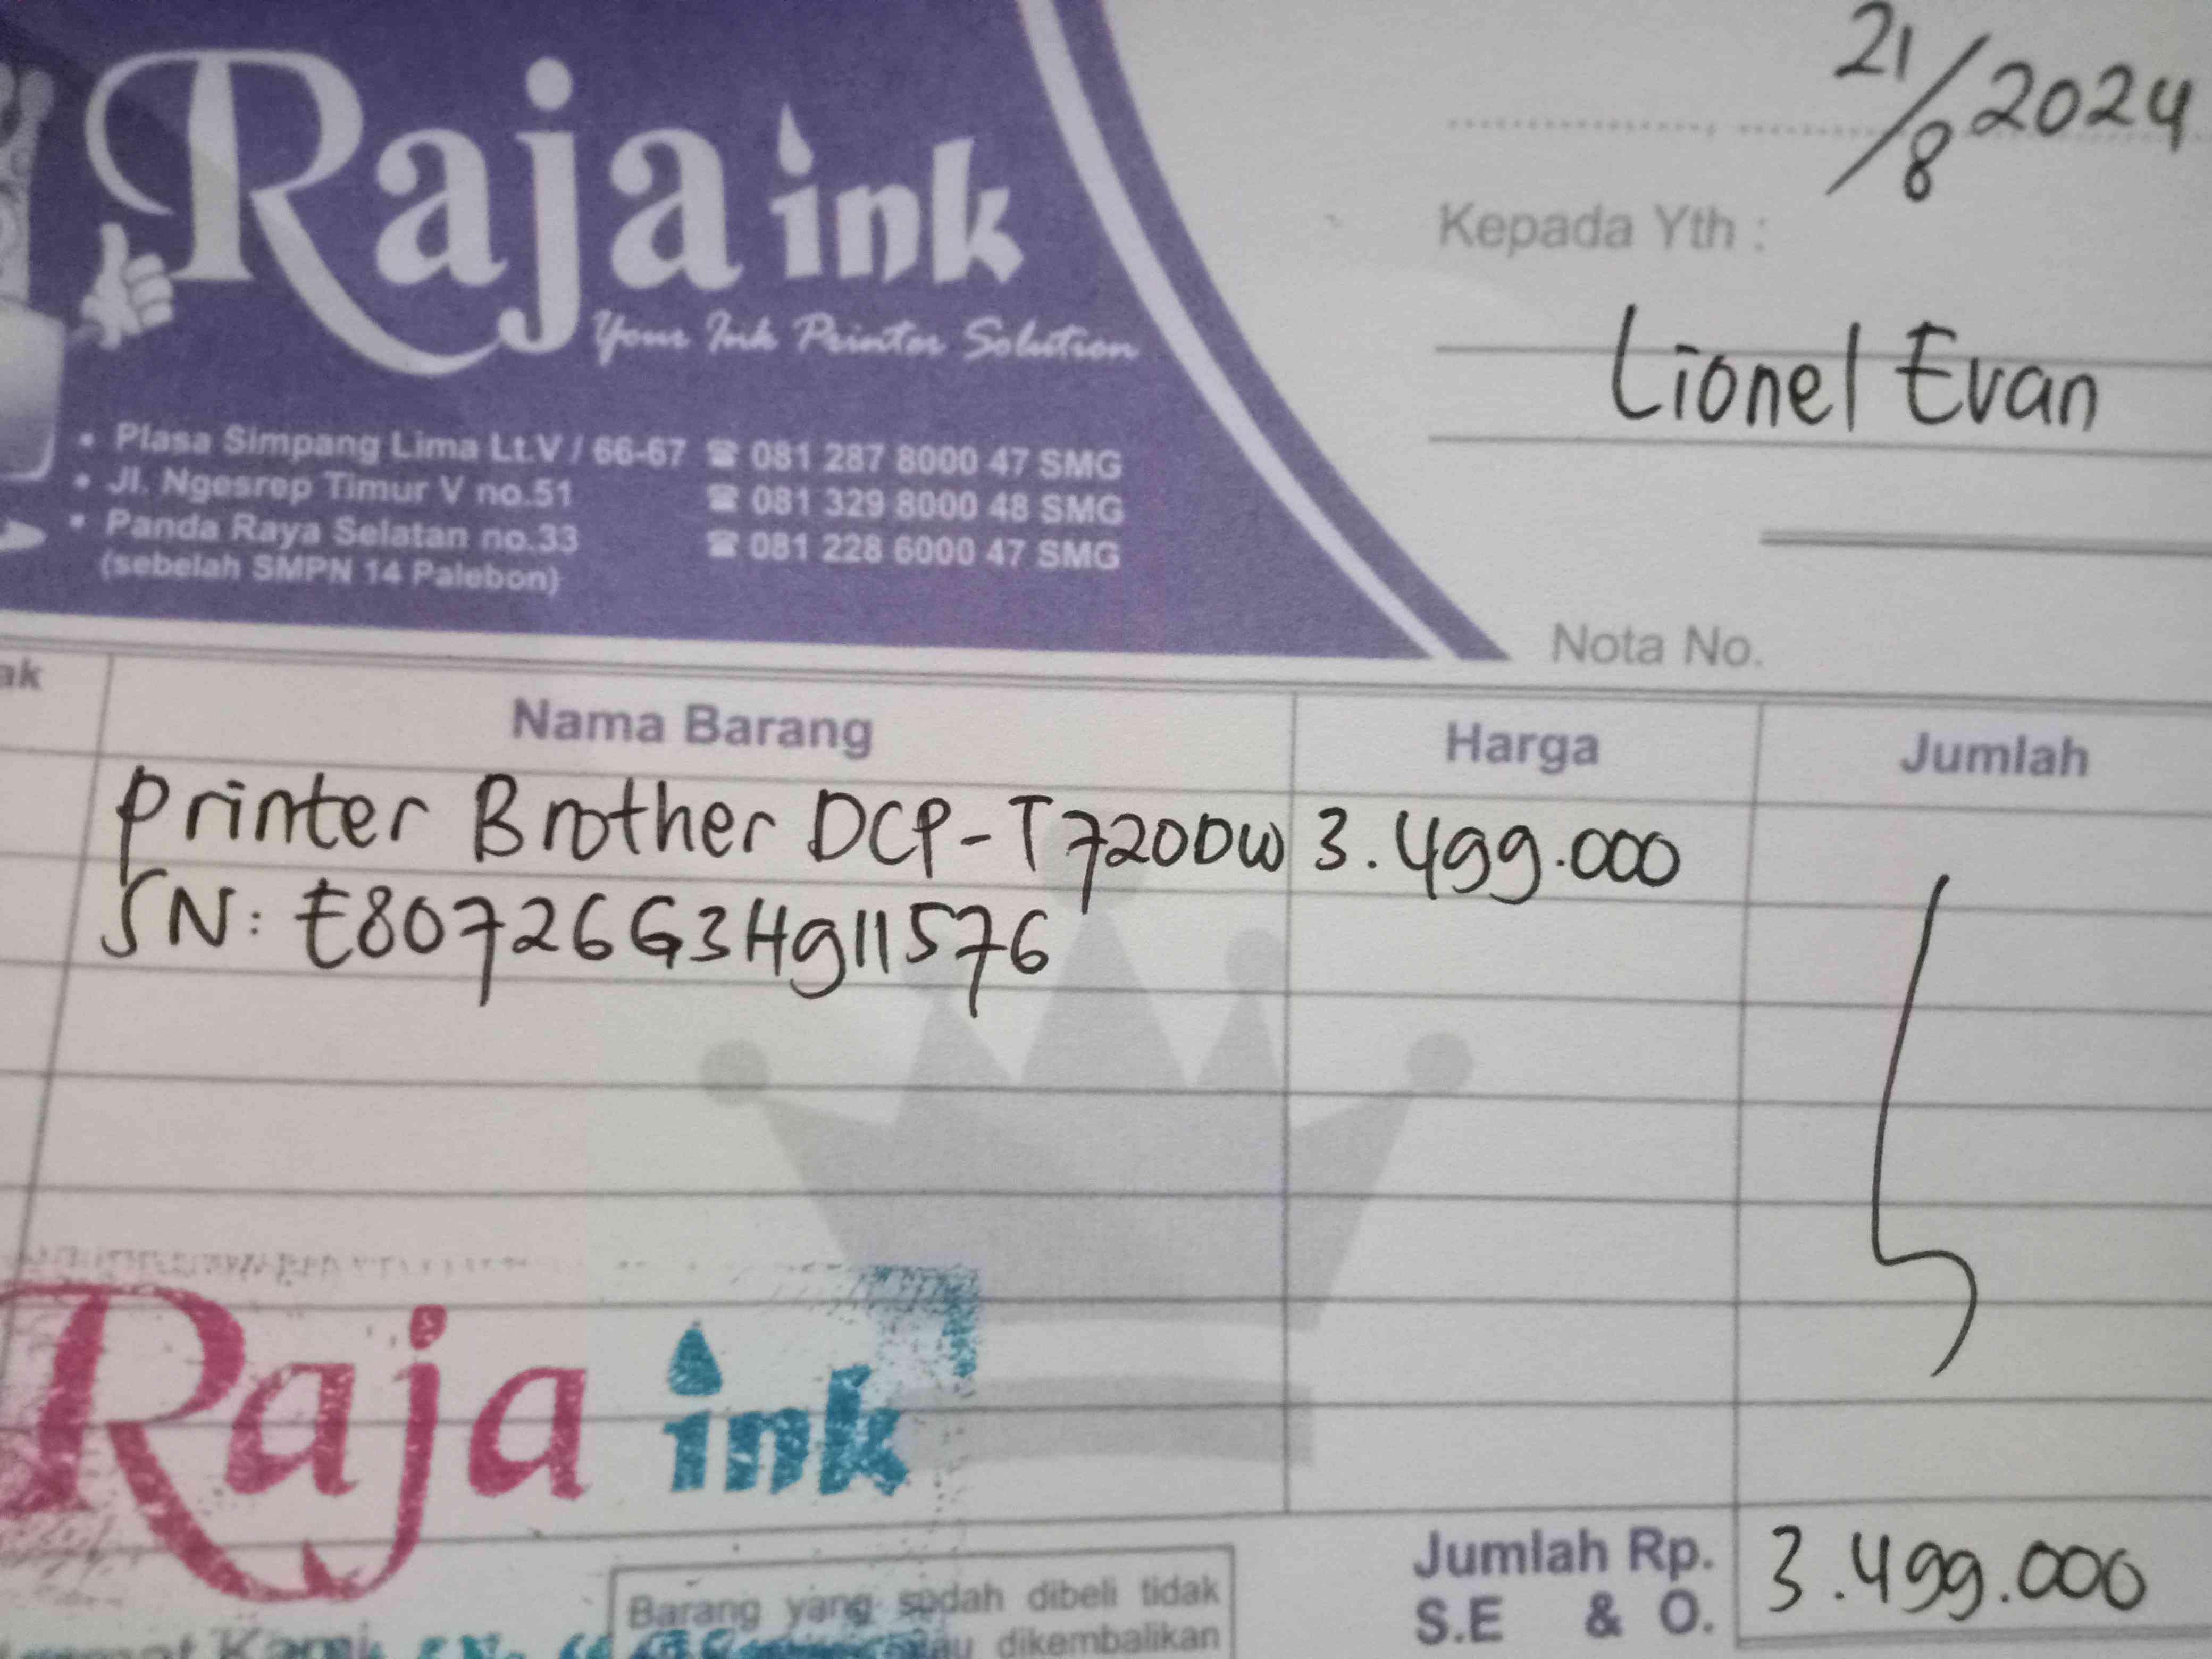 21/8 2024
Raja ink
Your Ink Printer Solution
Kepada Yth :
Lionel Evan
• Plasa Simpang Lima Lt.V / 66-67 ☎ 081 287 8000 47 SMG
• Jl. Ngesrep Timur V no.51 ☎ 081 329 8000 48 SMG
• Panda Raya Selatan no.33 ☎ 081 228 6000 47 SMG
(sebelah SMPN 14 Palebon)
Nota No.
ak Nama Barang Harga Jumlah
Printer Brother DCP-T720DW 3.499.000
SN: E80726G3H911576
Raja ink
Jumlah Rp. 3.499.000
S.E & O.
Barang yang sudah dibeli tidak
dikembalikan
Kami,